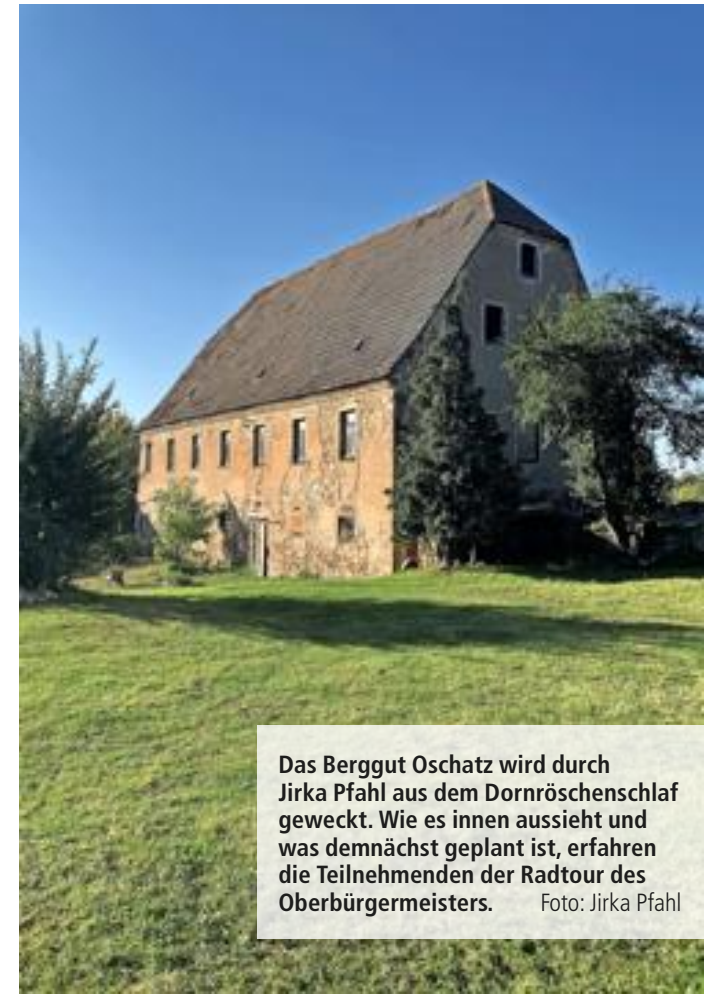 Das Berggut Oschatz wird durch
Jirka Pfahl aus dem Dornröschenschlaf
geweckt. Wie es innen aussieht und
was demnächst geplant ist, erfahren
die Teilnehmenden der Radtour des
Oberbürgermeisters. Foto: Jirka Pfahl